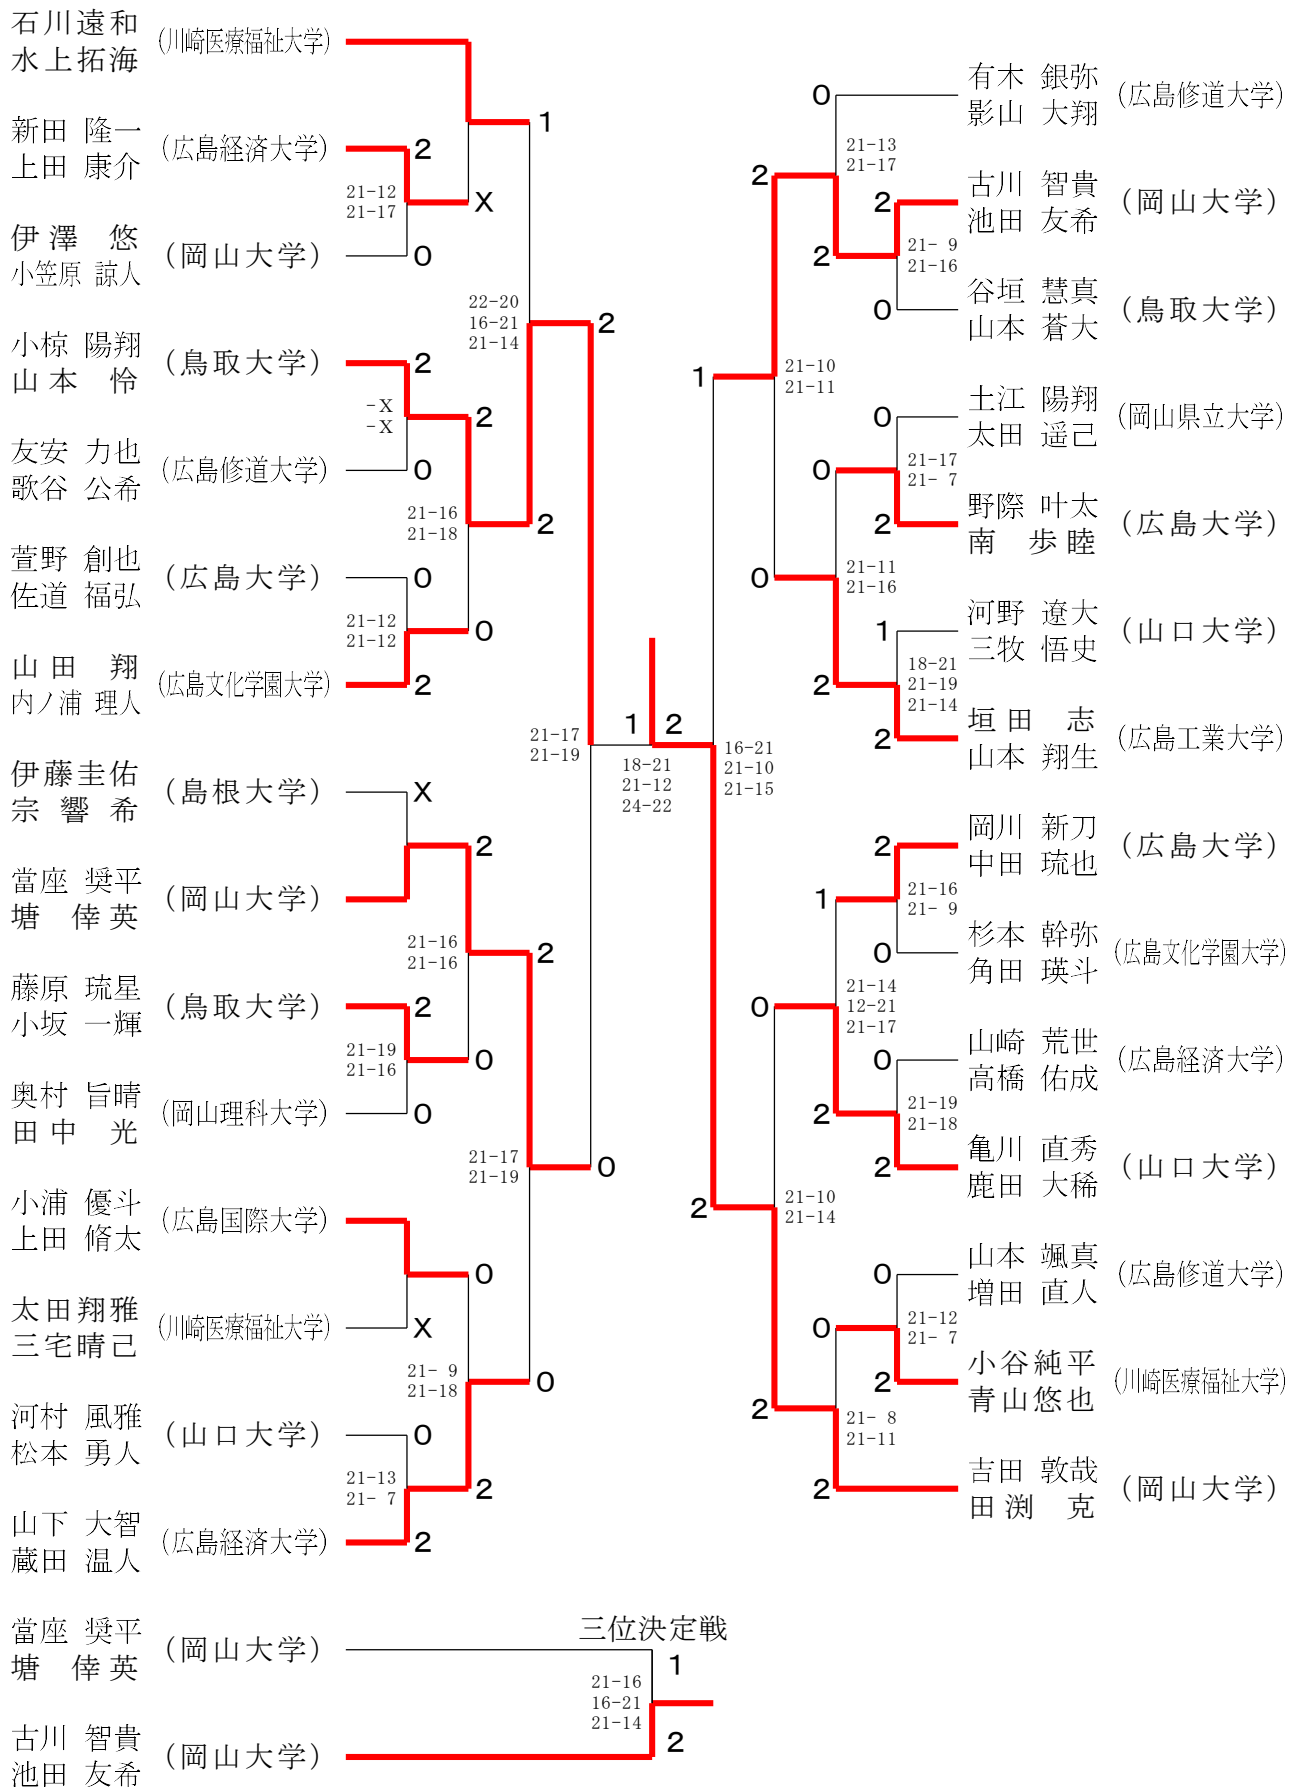 石川遠和
水上拓海
(川崎医療福祉大学)
1
新田 隆一
上田 康介
(広島経済大学)
2
21-12
21-17
X
伊澤 悠
小笠原 諒人
(岡山大学)
0
22-20
16-21
21-14
2
小椋 陽翔
山本 怜
(鳥取大学)
2
-X
-X
2
友安 力也
歌谷 公希
(広島修道大学)
0
21-16
21-18
2
萱野 創也
佐道 福弘
(広島大学)
0
21-12
21-12
0
山田 翔
内ノ浦 理人
(広島文化学園大学)
2
21-17
21-19
伊藤圭佑
宗響希
(島根大学)
X
2
當座 奨平
塘 倖英
(岡山大学)
21-16
21-16
2
藤原 琉星
小坂 一輝
(鳥取大学)
2
21-19
21-16
0
奥村 旨晴
田中 光
(岡山理科大学)
0
21-17
21-19
0
小浦 優斗
上田 脩太
(広島国際大学)
0
太田翔雅
三宅晴己
(川崎医療福祉大学)
X
21- 9
21-18
0
河村 風雅
松本 勇人
(山口大学)
0
21-13
21- 7
2
山下 大智
蔵田 温人
(広島経済大学)
2
1
2
18-21
21-12
24-22
0
有木 銀弥
影山 大翔
(広島修道大学)
21-13
21-17
2
2
古川 智貴
池田 友希
(岡山大学)
2
21- 9
21-16
0
谷垣 慧真
山本 蒼大
(鳥取大学)
1
21-10
21-11
0
土江 陽翔
太田 遥己
(岡山県立大学)
0
21-17
21- 7
2
野際 叶太
南 歩睦
(広島大学)
0
21-11
21-16
1
河野 遼大
三牧 悟史
(山口大学)
2
18-21
21-19
21-14
2
垣田 志
山本 翔生
(広島工業大学)
16-21
21-10
21-15
2
岡川 新刀
中田 琉也
(広島大学)
1
21-16
21- 9
0
杉本 幹弥
角田 瑛斗
(広島文化学園大学)
0
21-14
12-21
21-17
0
山崎 荒世
高橋 佑成
(広島経済大学)
2
21-19
21-18
2
亀川 直秀
鹿田 大稀
(山口大学)
2
21-10
21-14
0
山本 颯真
増田 直人
(広島修道大学)
0
21-12
21- 7
2
小谷純平
青山悠也
(川崎医療福祉大学)
2
21- 8
21-11
2
吉田 敦哉
田渕 克
(岡山大学)
三位決定戦
當座 奨平
塘 倖英
(岡山大学)
1
21-16
16-21
21-14
2
古川 智貴
池田 友希
(岡山大学)